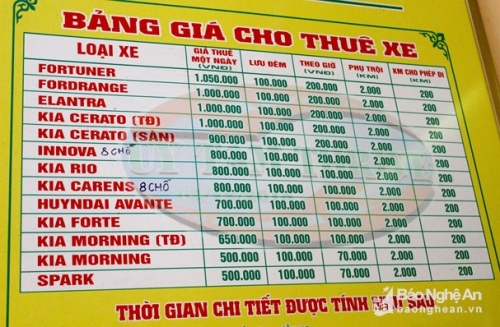 BẢNG GIÁ CHO THUÊ XE
LOẠI XE GIÁ THUÊ MỘT NGÀY (VNĐ) LƯU ĐÊM THEO GIỜ (VNĐ) PHỤ TRỘI (KM) KM CHO PHÉP ĐI
FORTUNER 1.050.000 100.000 200.000 2.000 200
FORDRANGE 1.000.000 100.000 200.000 2.000 200
ELANTRA 1.000.000 100.000 200.000 2.000 200
KIA CERATO (TĐ) 1.000.000 100.000 200.000 2.000 200
KIA CERATO (SÀN) 900.000 100.000 200.000 2.000 200
INNOVA 8 CHỖ 800.000 100.000 100.000 2.000 200
KIA RIO 800.000 100.000 100.000 2.000 200
KIA CARENS 8 CHỖ 800.000 100.000 100.000 2.000 200
HUYNDAI AVANTE 700.000 100.000 100.000 2.000 200
KIA FORTE 700.000 100.000 100.000 2.000 200
KIA MORNING (TĐ) 650.000 100.000 100.000 2.000 200
KIA MORNING 500.000 100.000 70.000 2.000 200
SPARK 500.000 100.000 70.000 2.000 200
THỜI GIAN CHI TIẾT ĐƯỢC TÍNH SAU
BáoNghệAn
baonghean.vn